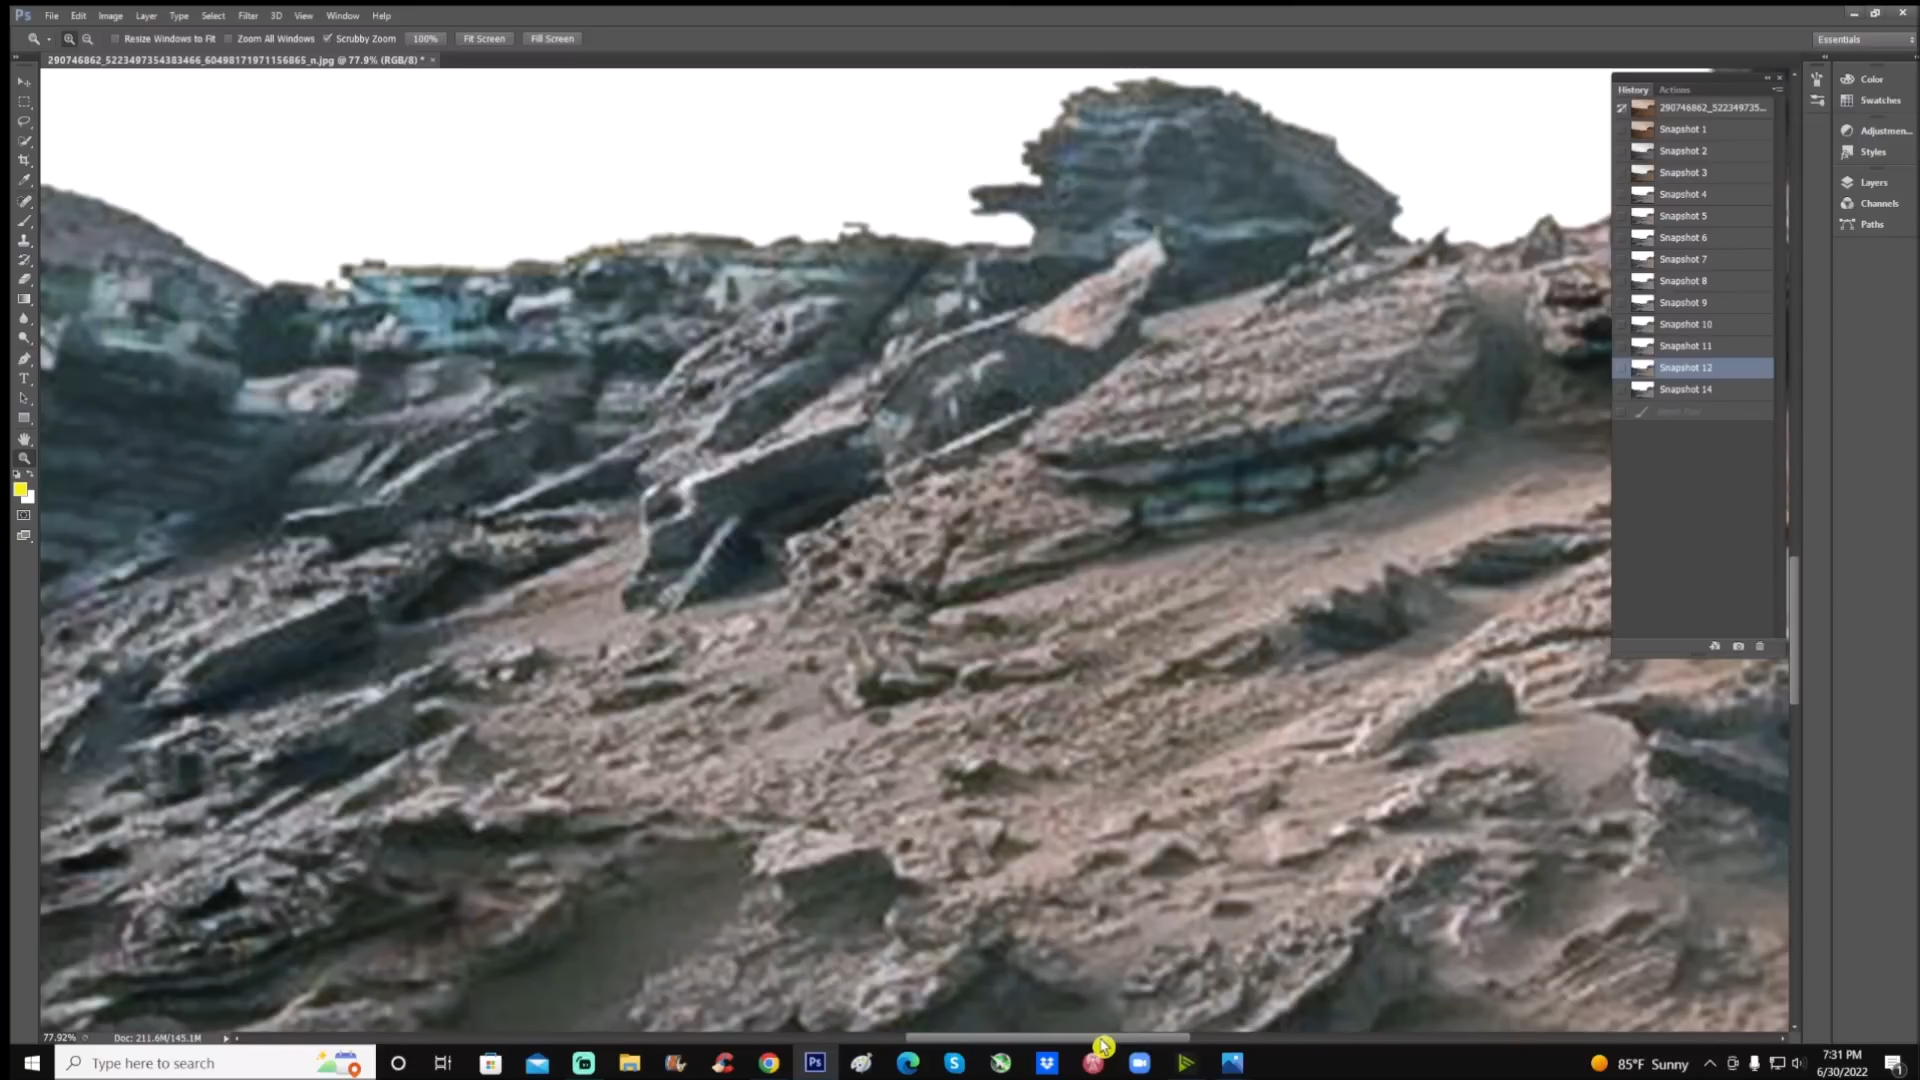 Ps File Edit Image Layer Type Select Filter 3D View Window Help
Resize Windows to Fit Zoom All Windows Scrubby Zoom 100% Fit Screen Fill Screen Essentials
290746862_5223497354383466_60498171971156865_n.jpg @ 77.9% (RGB/8) * ×
History Actions
290746862_522349735...
Snapshot 1
Snapshot 2
Snapshot 3
Snapshot 4
Snapshot 5
Snapshot 6
Snapshot 7
Snapshot 8
Snapshot 9
Snapshot 10
Snapshot 11
Snapshot 12
Snapshot 14
Color
Swatches
Adjustmen...
Styles
Layers
Channels
Paths
77.92% Doc: 211.6M/145.1M
Type here to search
Ps
85°F Sunny
7:31 PM
6/30/2022
1